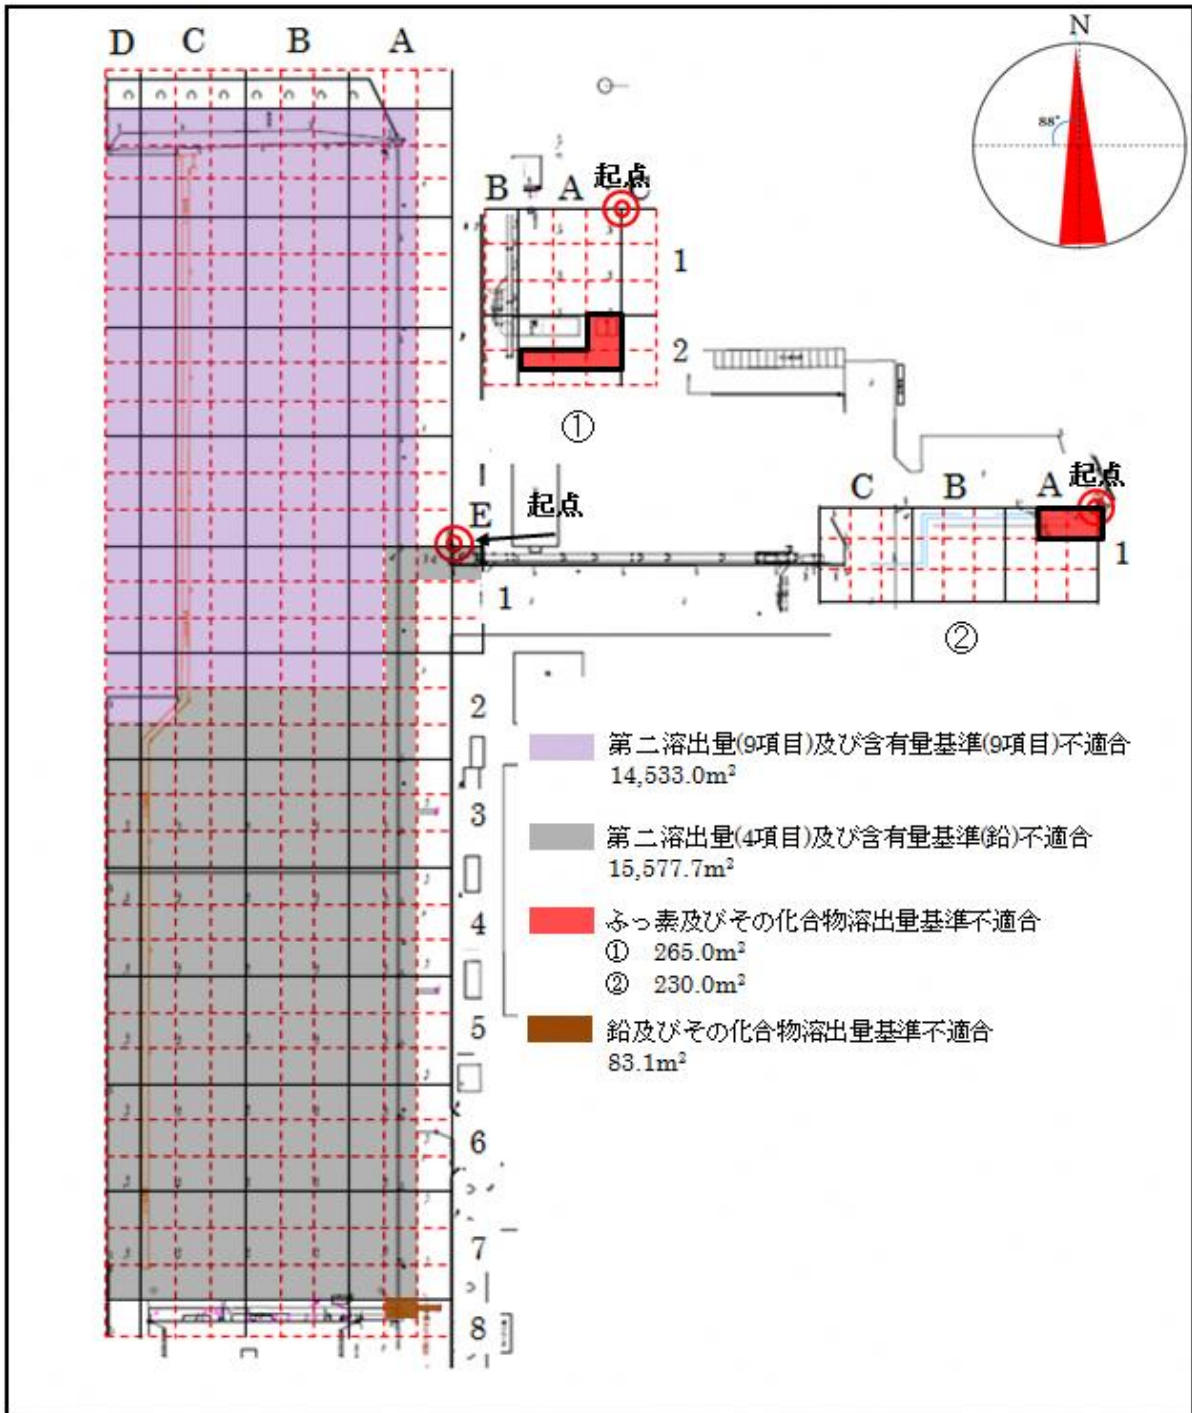 D C B A
N
88°
起点
B A C
1
2
①
起点
E
1
起点
C B A
1
②
2
3
4
5
6
7
8
第二溶出量(9項目)及び含有量基準(9項目)不適合
14,533.0m²
第二溶出量(4項目)及び含有量基準(鉛)不適合
15,577.7m²
ふっ素及びその化合物溶出量基準不適合
① 265.0m²
② 230.0m²
鉛及びその化合物溶出量基準不適合
83.1m²